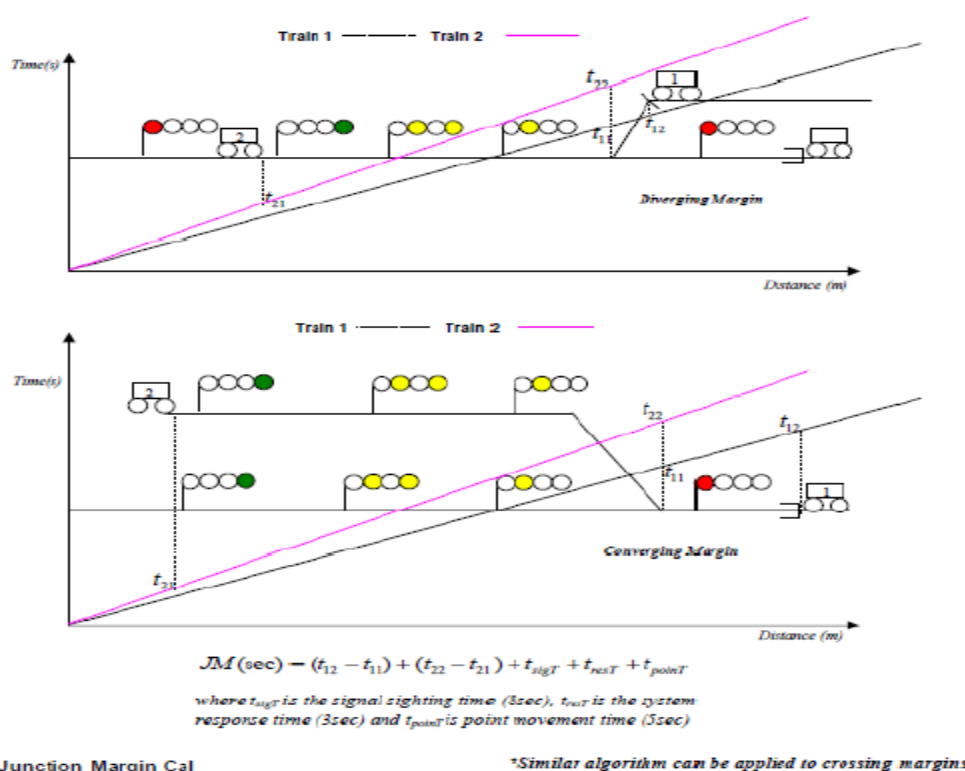 Train 1 Train 2
Time(s)
t22
1
t12
t11
2
t21
Diverging Margin
Distance (m)
Train 1 Train 2
Time(s)
2
t22
t12
t11
1
Converging Margin
t21
Distance (m)
JM (sec) = (t12 − t11) + (t22 − t21) + tsigT + tresT + tpoinT
where tsigT is the signal sighting time (8sec), tresT is the system
response time (3sec) and tpoinT is point movement time (5sec)
Junction Margin Cal
*Similar algorithm can be applied to crossing margins